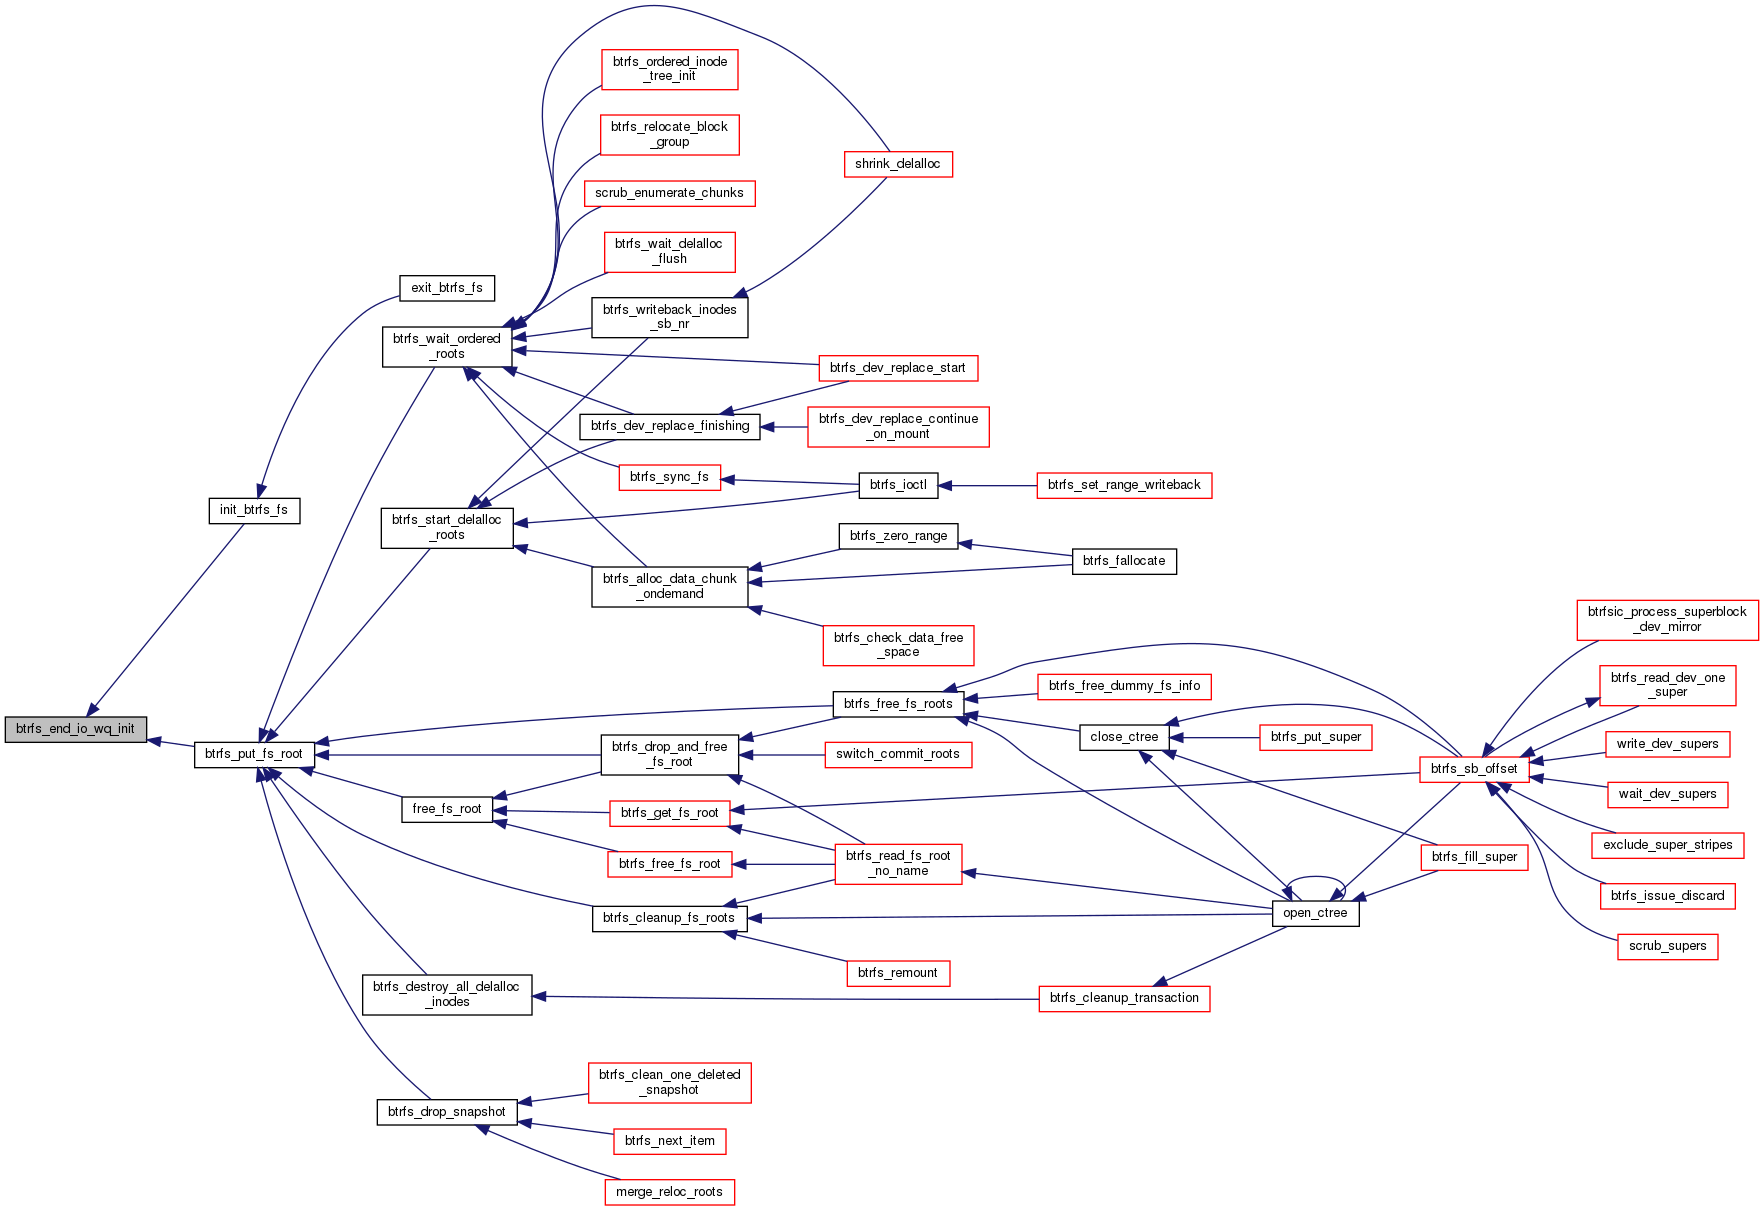 btrfs_ordered_inode
_tree_init
btrfs_relocate_block
_group
shrink_delalloc
scrub_enumerate_chunks
btrfs_wait_delalloc
_flush
exit_btrfs_fs
btrfs_writeback_inodes
_sb_nr
btrfs_wait_ordered
_roots
btrfs_dev_replace_start
btrfs_dev_replace_finishing
btrfs_dev_replace_continue
_on_mount
btrfs_sync_fs
btrfs_ioctl
btrfs_set_range_writeback
init_btrfs_fs
btrfs_start_delalloc
_roots
btrfs_zero_range
btrfs_fallocate
btrfs_alloc_data_chunk
_ondemand
btrfs_check_data_free
_space
btrfsic_process_superblock
_dev_mirror
btrfs_free_dummy_fs_info
btrfs_read_dev_one
_super
btrfs_free_fs_roots
btrfs_end_io_wq_init
close_ctree
btrfs_put_super
write_dev_supers
btrfs_put_fs_root
btrfs_drop_and_free
_fs_root
switch_commit_roots
btrfs_sb_offset
wait_dev_supers
free_fs_root
btrfs_get_fs_root
exclude_super_stripes
btrfs_free_fs_root
btrfs_read_fs_root
_no_name
btrfs_fill_super
btrfs_issue_discard
btrfs_cleanup_fs_roots
open_ctree
scrub_supers
btrfs_remount
btrfs_destroy_all_delalloc
_inodes
btrfs_cleanup_transaction
btrfs_clean_one_deleted
_snapshot
btrfs_drop_snapshot
btrfs_next_item
merge_reloc_roots